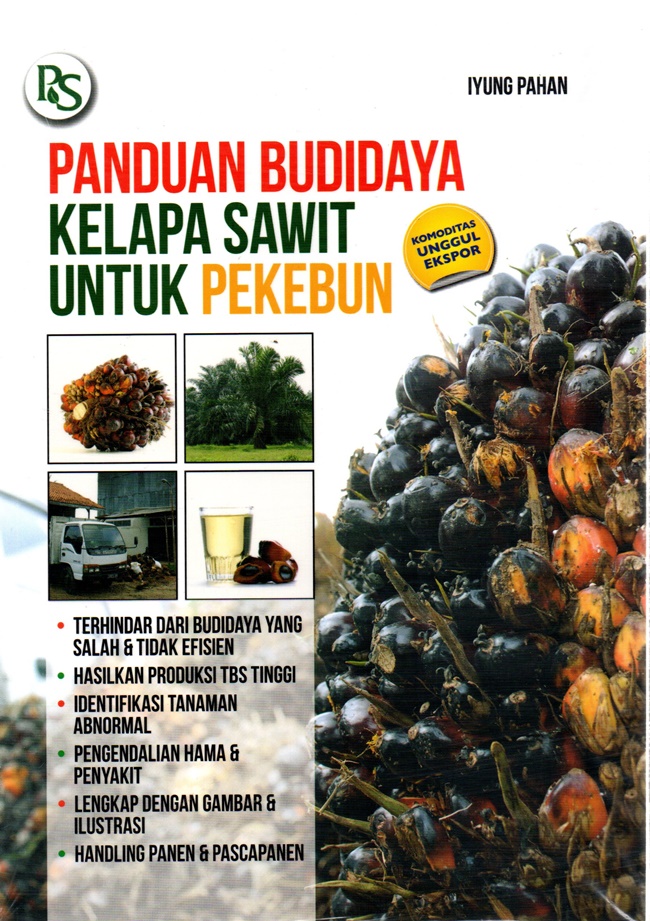 PS
IYUNG PAHAN
PANDUAN BUDIDAYA
KELAPA SAWIT
UNTUK PEKEBUN
KOMODITAS
UNGGUL
EKSPOR
• TERHINDAR DARI BUDIDAYA YANG
SALAH & TIDAK EFISIEN
• HASILKAN PRODUKSI TBS TINGGI
• IDENTIFIKASI TANAMAN
ABNORMAL
• PENGENDALIAN HAMA &
PENYAKIT
• LENGKAP DENGAN GAMBAR &
ILUSTRASI
• HANDLING PANEN & PASCAPANEN